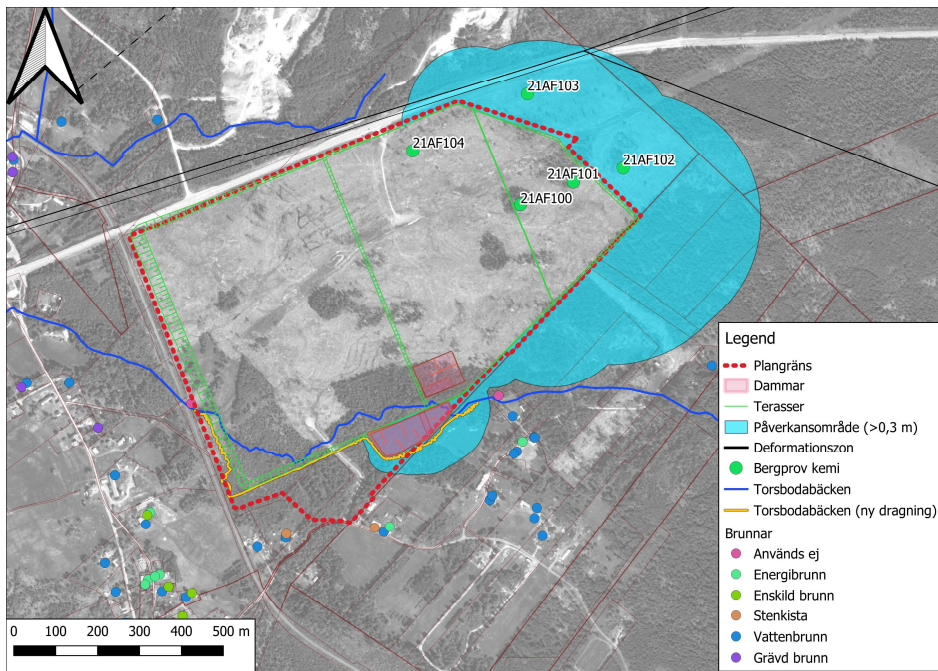 21AF103
21AF104
21AF102
21AF101
21AF100
Legend
Plangräns
Dammar
Terasser
Påverkansområde (>0,3 m)
Deformationszon
Bergprov kemi
Torsbodabäcken
Torsbodabäcken (ny dragning)
Brunnar
Används ej
Energibrunn
Enskild brunn
Stenkista
Vattenbrunn
Grävd brunn
0 100 200 300 400 500 m